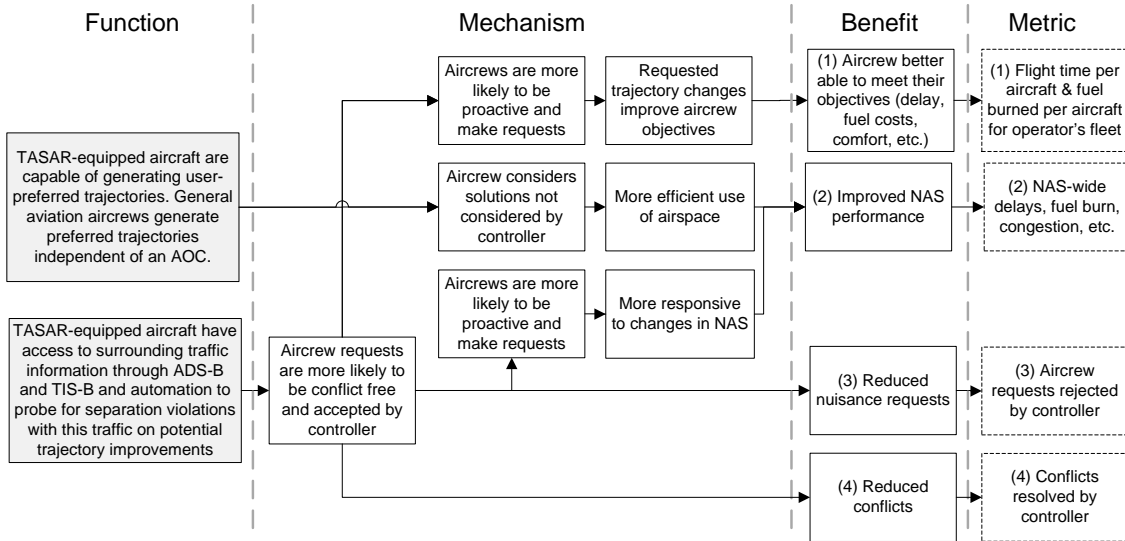 Function
Mechanism
Benefit
Metric
Aircrews are more
likely to be
proactive and
make requests
Requested
trajectory changes
improve aircrew
objectives
(1) Aircrew better
able to meet their
objectives (delay,
fuel costs,
comfort, etc.)
(1) Flight time per
aircraft & fuel
burned per aircraft
for operator's fleet
TASAR-equipped aircraft are
capable of generating user-
preferred trajectories. General
aviation aircrews generate
preferred trajectories
independent of an AOC.
Aircrew considers
solutions not
considered by
controller
More efficient use
of airspace
(2) Improved NAS
performance
(2) NAS-wide
delays, fuel burn,
congestion, etc.
Aircrews are more
likely to be
proactive and
make requests
More responsive
to changes in NAS
TASAR-equipped aircraft have
access to surrounding traffic
information through ADS-B
and TIS-B and automation to
probe for separation violations
with this traffic on potential
trajectory improvements
Aircrew requests
are more likely to
be conflict free
and accepted by
controller
(3) Reduced
nuisance requests
(3) Aircrew
requests rejected
by controller
(4) Reduced
conflicts
(4) Conflicts
resolved by
controller